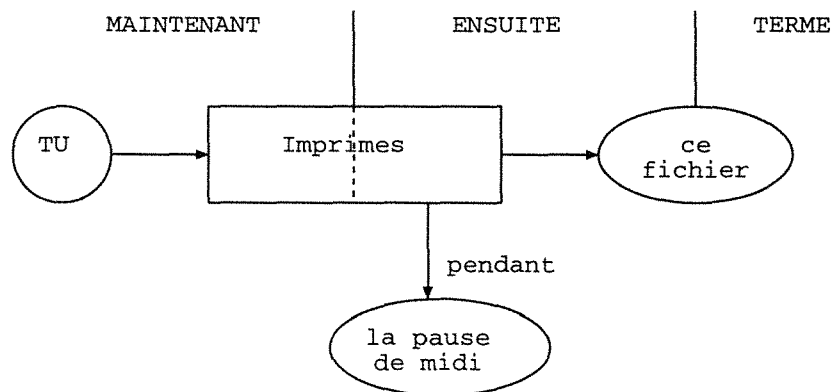 MAINTENANT ENSUITE TERME
TU Imprimes ce
fichier
pendant
la pause
de midi